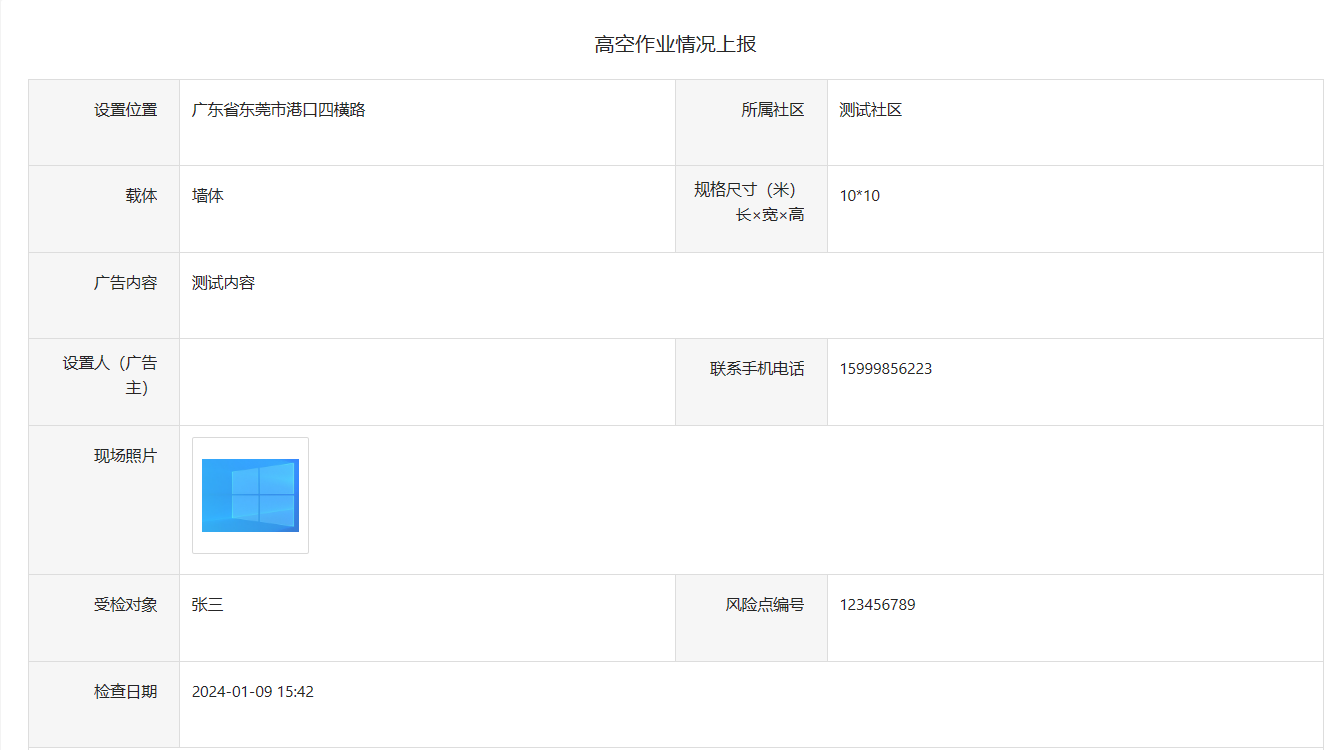 高空作业情况上报
设置位置
广东省东莞市港口四横路
所属社区
测试社区
载体
墙体
规格尺寸（米）
长×宽×高
10*10
广告内容
测试内容
设置人（广告
主）
联系手机电话
15999856223
现场照片
受检对象
张三
风险点编号
123456789
检查日期
2024-01-09 15:42